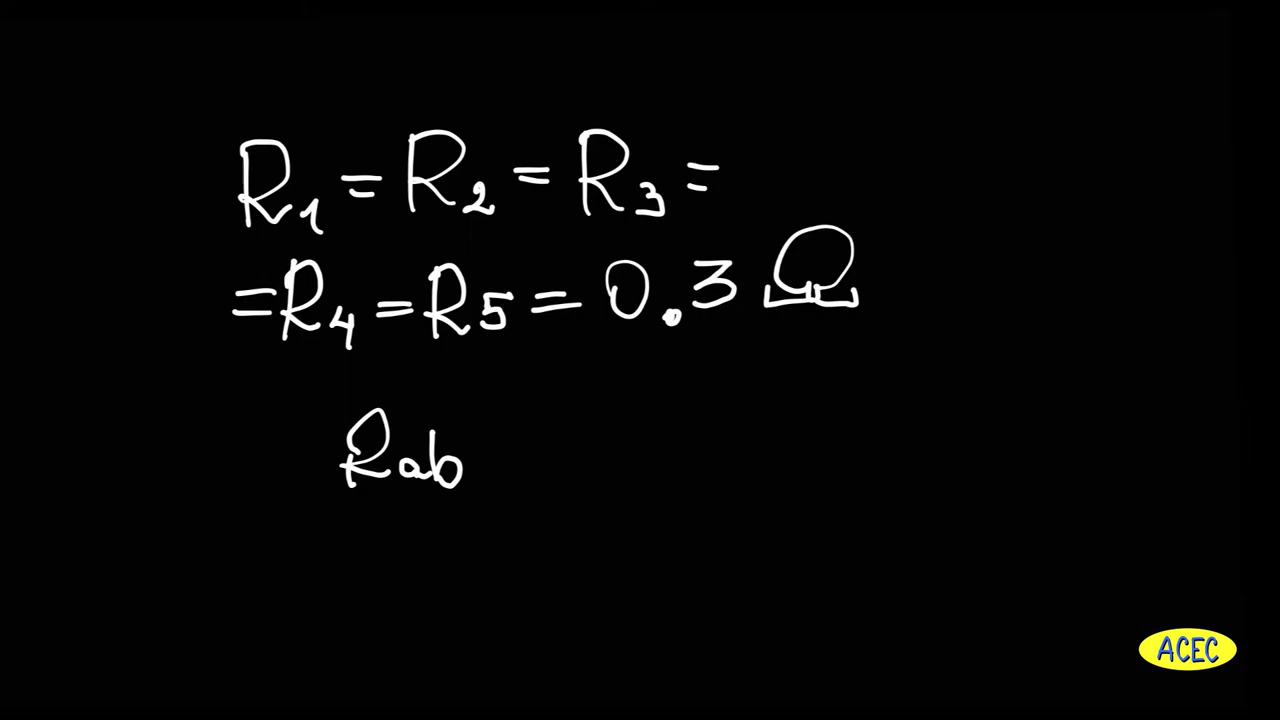 R1 = R2 = R3 =
= R4 = R5 = 0.3 Ω
Rab
ACEC